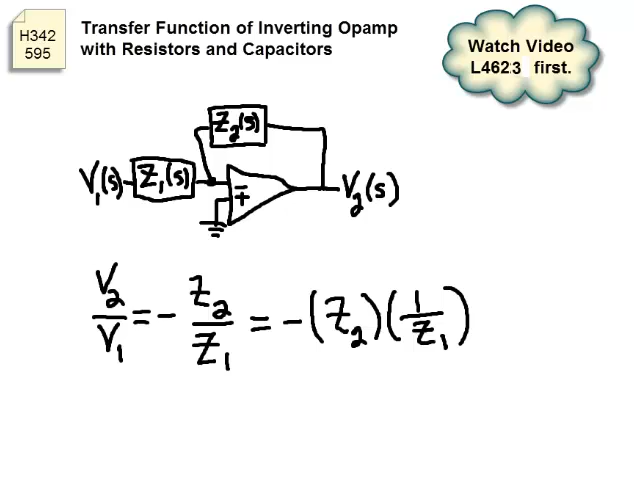 H342
595
Transfer Function of Inverting Opamp
with Resistors and Capacitors
Watch Video
L4623 first.
Z₂(s)
V₁(s)
Z₁(s)
-
+
V₂(s)
V₂/V₁ = - Z₂/Z₁ = -(Z₂)(1/Z₁)